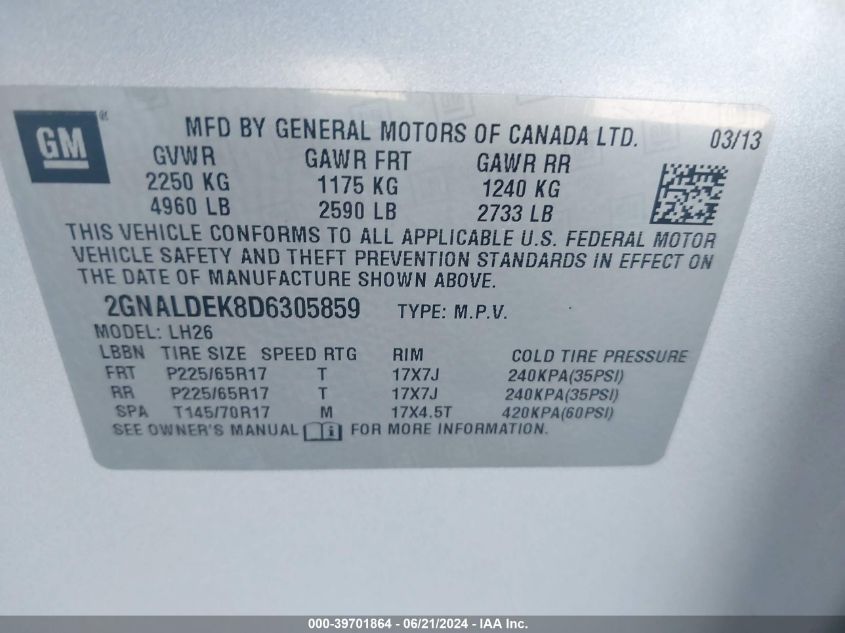 GM®
MFD BY GENERAL MOTORS OF CANADA LTD. 03/13
GVWR GAWR FRT GAWR RR
2250 KG 1175 KG 1240 KG
4960 LB 2590 LB 2733 LB
THIS VEHICLE CONFORMS TO ALL APPLICABLE U.S. FEDERAL MOTOR
VEHICLE SAFETY AND THEFT PREVENTION STANDARDS IN EFFECT ON
THE DATE OF MANUFACTURE SHOWN ABOVE.
2GNALDEK8D6305859 TYPE: M.P.V.
MODEL: LH26
LBBN TIRE SIZE SPEED RTG RIM COLD TIRE PRESSURE
FRT P225/65R17 T 17X7J 240KPA(35PSI)
RR P225/65R17 T 17X7J 240KPA(35PSI)
SPA T145/70R17 M 17X4.5T 420KPA(60PSI)
SEE OWNER'S MANUAL FOR MORE INFORMATION.
000-39701864 - 06/21/2024 - IAA Inc.